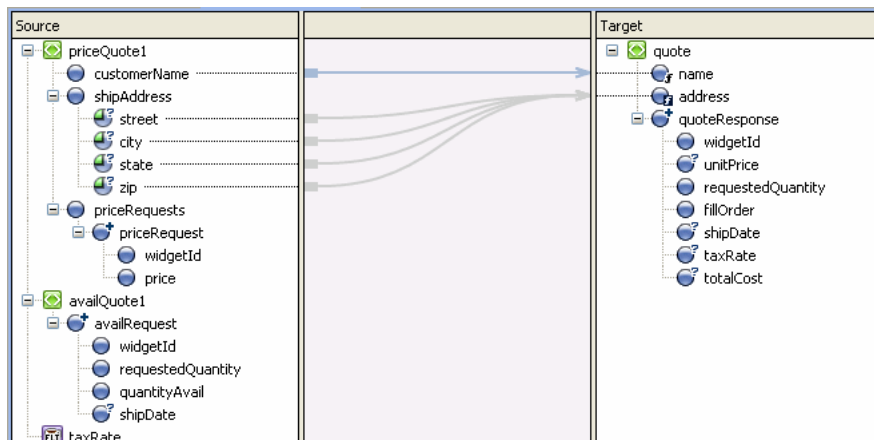 Source
priceQuote1
customerName
shipAddress
street
city
state
zip
priceRequests
priceRequest
widgetId
price
availQuote1
availRequest
widgetId
requestedQuantity
quantityAvail
shipDate
taxRate
Target
quote
name
address
quoteResponse
widgetId
unitPrice
requestedQuantity
fillOrder
shipDate
taxRate
totalCost